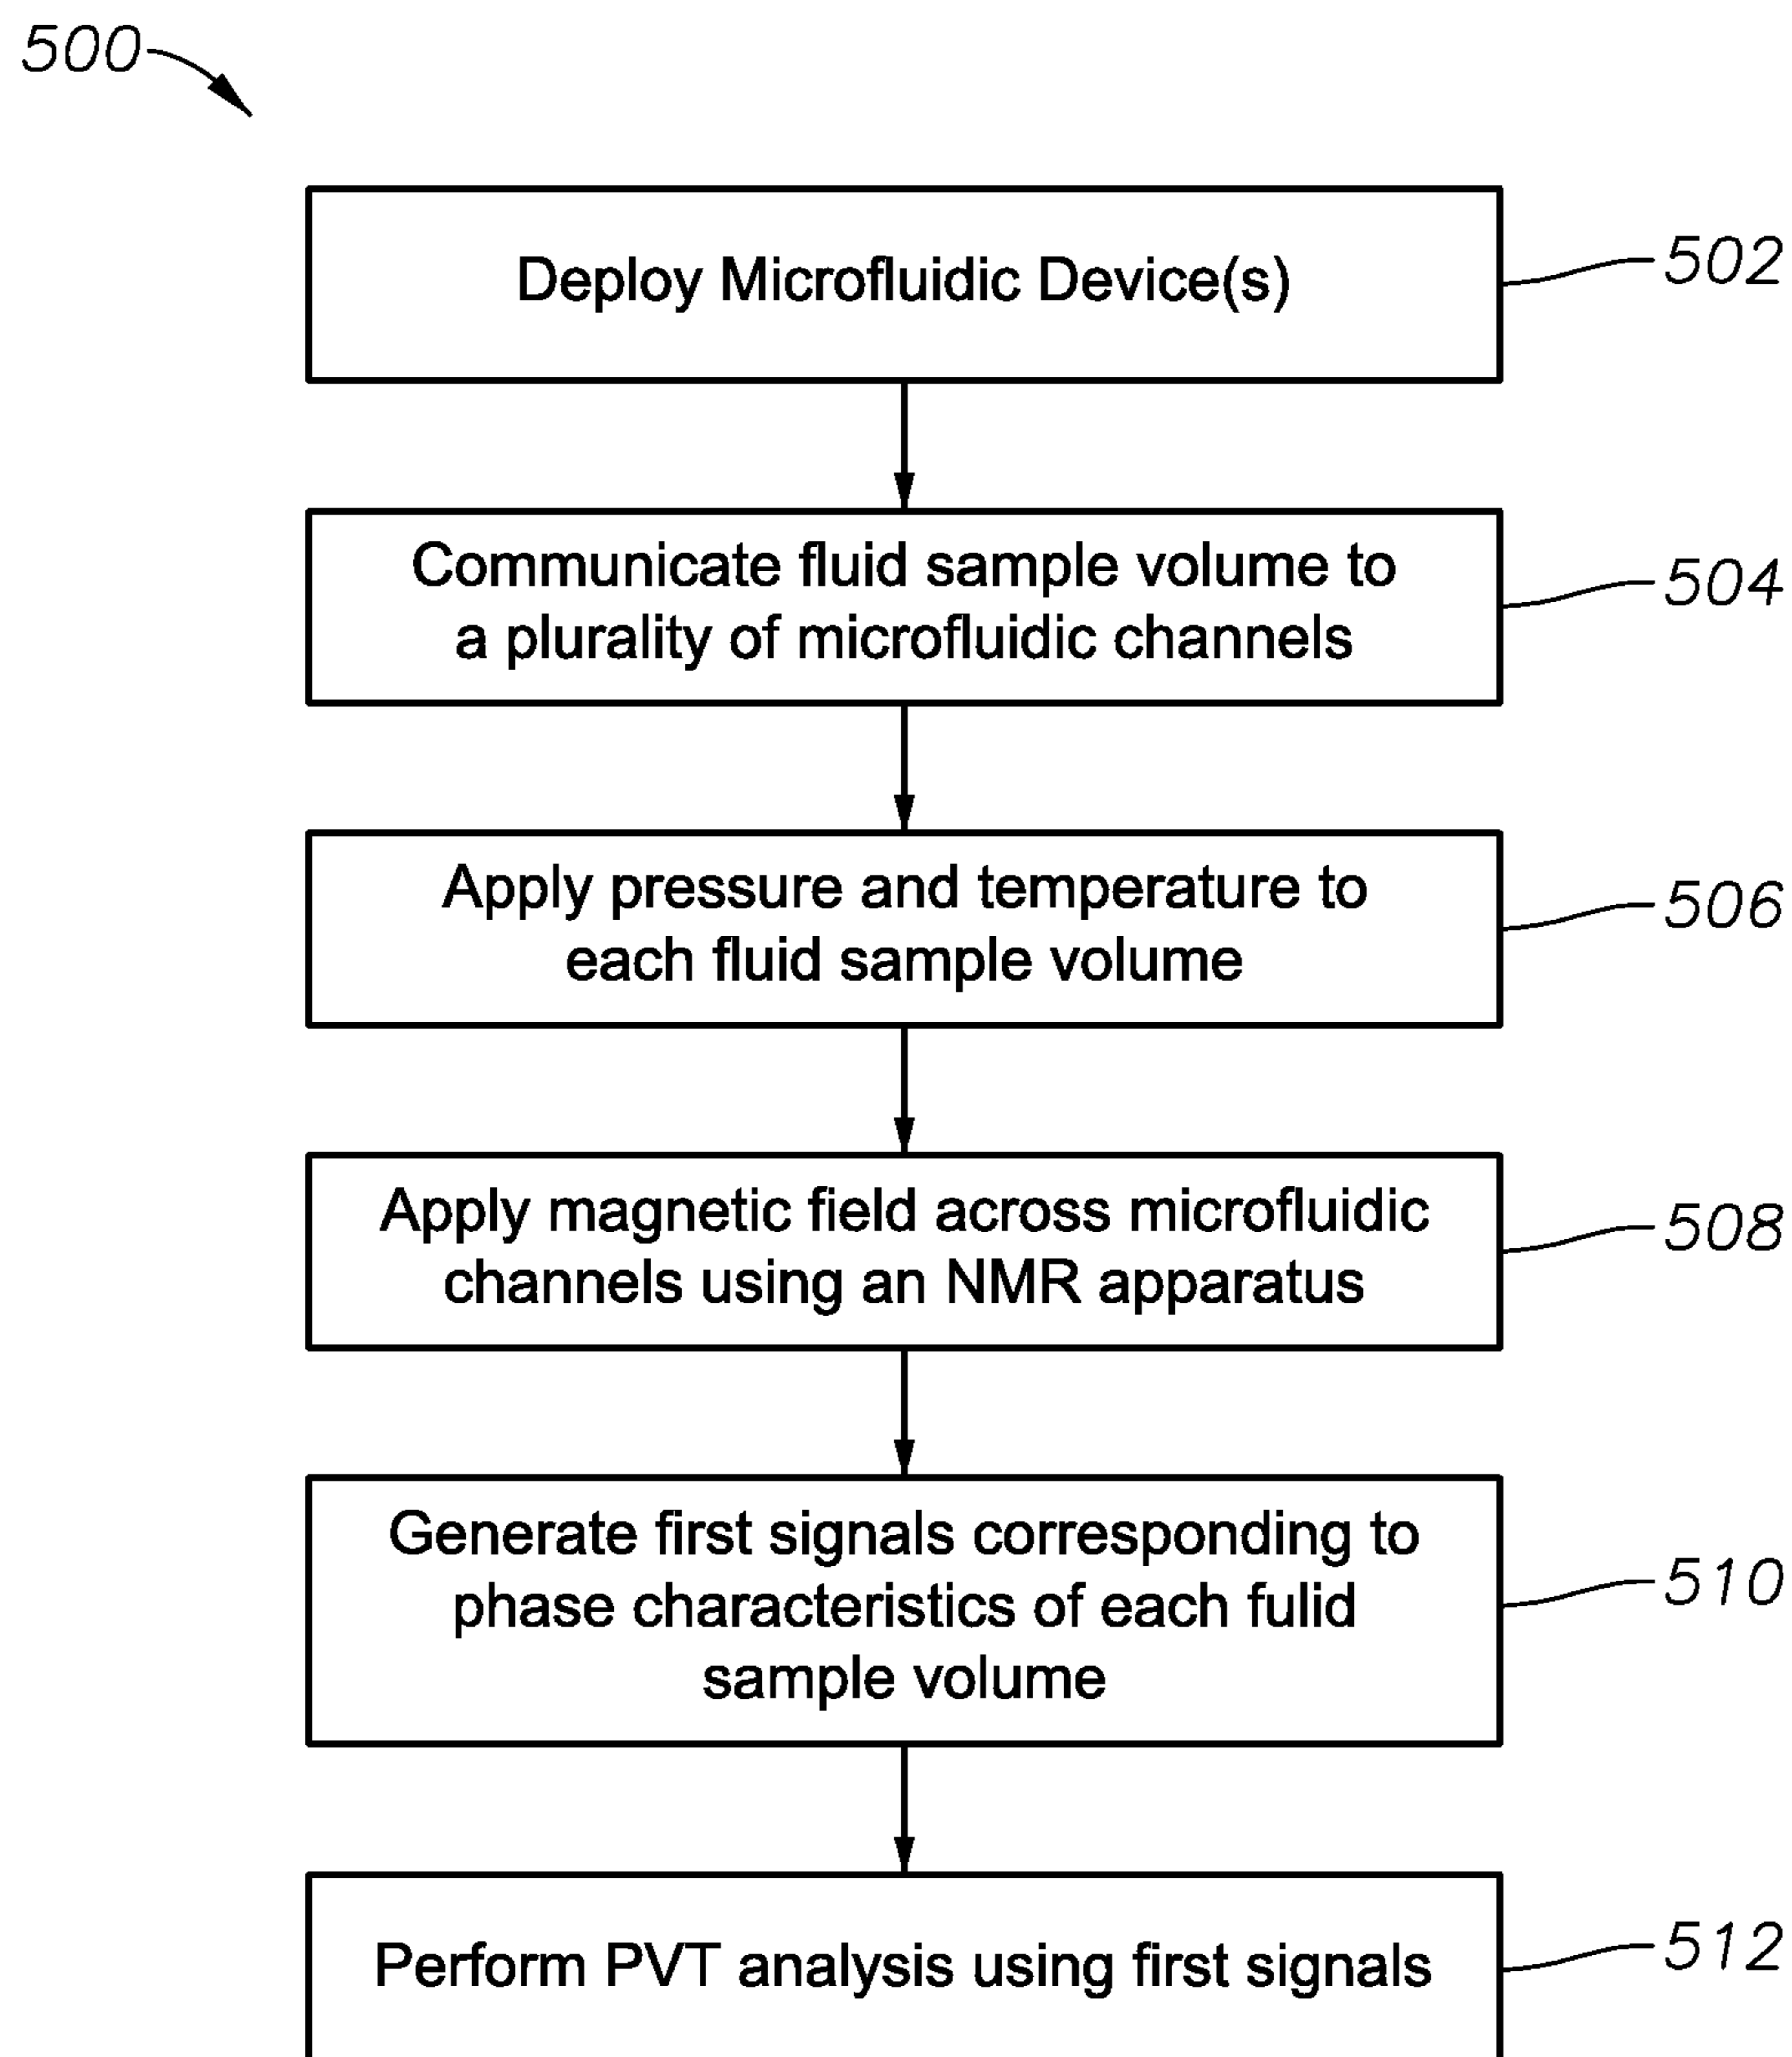 500
Deploy Microfluidic Device(s)
502
Communicate fluid sample volume to
a plurality of microfluidic channels
504
Apply pressure and temperature to
each fluid sample volume
506
Apply magnetic field across microfluidic
channels using an NMR apparatus
508
Generate first signals corresponding to
phase characteristics of each fulid
sample volume
510
Perform PVT analysis using first signals
512